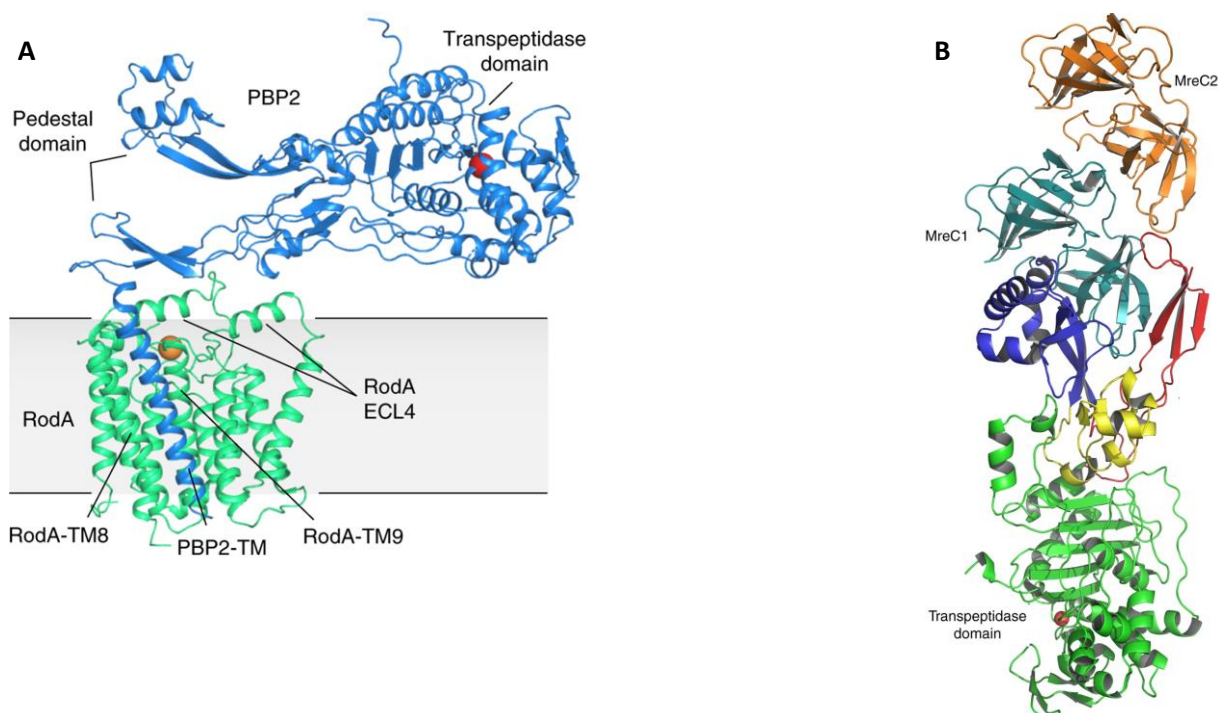 A
PBP2
Transpeptidase
domain
Pedestal
domain
RodA
RodA
ECL4
RodA-TM8
PBP2-TM
RodA-TM9
B
MreC2
MreC1
Transpeptidase
domain